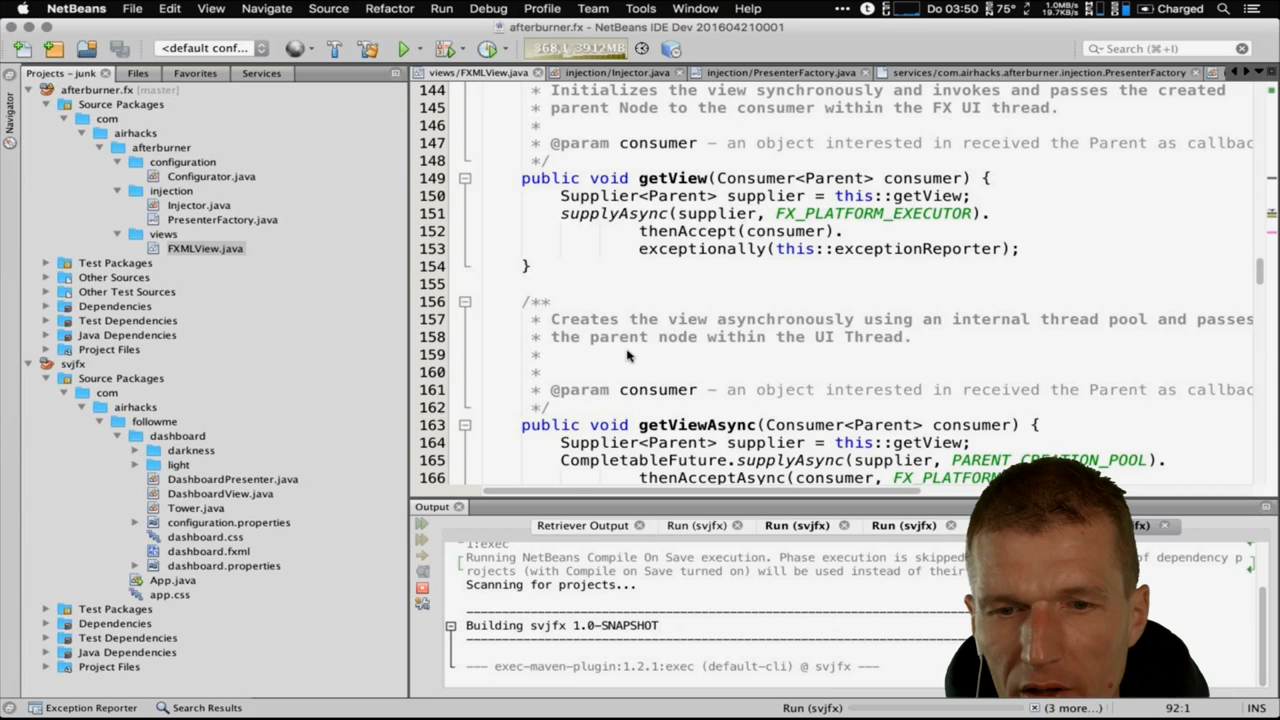 NetBeans File Edit View Navigate Source Refactor Run Debug Profile Team Tools Window Help ••• Do 03:50 75° 1.0MB/s 19.7KB/s Charged
afterburner.fx - NetBeans IDE Dev 201604210001
<default conf... 368,1/3912MB Search (⌘+I)
Projects – junk Files Favorites Services
views/FXMLView.java injection/Injector.java injection/PresenterFactory.java services/com.airhacks.afterburner.injection.PresenterFactory
Navigator
afterburner.fx [master]
Source Packages
com
airhacks
afterburner
configuration
Configurator.java
injection
Injector.java
PresenterFactory.java
views
FXMLView.java
Test Packages
Other Sources
Other Test Sources
Dependencies
Test Dependencies
Java Dependencies
Project Files
svjfx
Source Packages
com
airhacks
followme
dashboard
darkness
light
DashboardPresenter.java
DashboardView.java
Tower.java
configuration.properties
dashboard.css
dashboard.fxml
dashboard.properties
App.java
app.css
Test Packages
Dependencies
Test Dependencies
Java Dependencies
Project Files
144 * Initializes the view synchronously and invokes and passes the created
145 * parent Node to the consumer within the FX UI thread.
146 *
147 * @param consumer – an object interested in received the Parent as callbac
148 */
149 public void getView(Consumer<Parent> consumer) {
150 Supplier<Parent> supplier = this::getView;
151 supplyAsync(supplier, FX_PLATFORM_EXECUTOR).
152 thenAccept(consumer).
153 exceptionally(this::exceptionReporter);
154 }
155
156 /**
157 * Creates the view asynchronously using an internal thread pool and passes
158 * the parent node within the UI Thread.
159 *
160 *
161 * @param consumer – an object interested in received the Parent as callbac
162 */
163 public void getViewAsync(Consumer<Parent> consumer) {
164 Supplier<Parent> supplier = this::getView;
165 CompletableFuture.supplyAsync(supplier, PARENT_CREATION_POOL).
166 thenAcceptAsync(consumer, FX_PLATF
Output
Retriever Output Run (svjfx) Run (svjfx) Run (svjfx) fx)
1:exec
Running NetBeans Compile On Save execution. Phase execution is skipped of dependency p
rojects (with Compile on Save turned on) will be used instead of their
Scanning for projects...
Building svjfx 1.0-SNAPSHOT
--- exec-maven-plugin:1.2.1:exec (default-cli) @ svjfx ---
Exception Reporter Search Results Run (svjfx) (3 more...) 92:1 INS